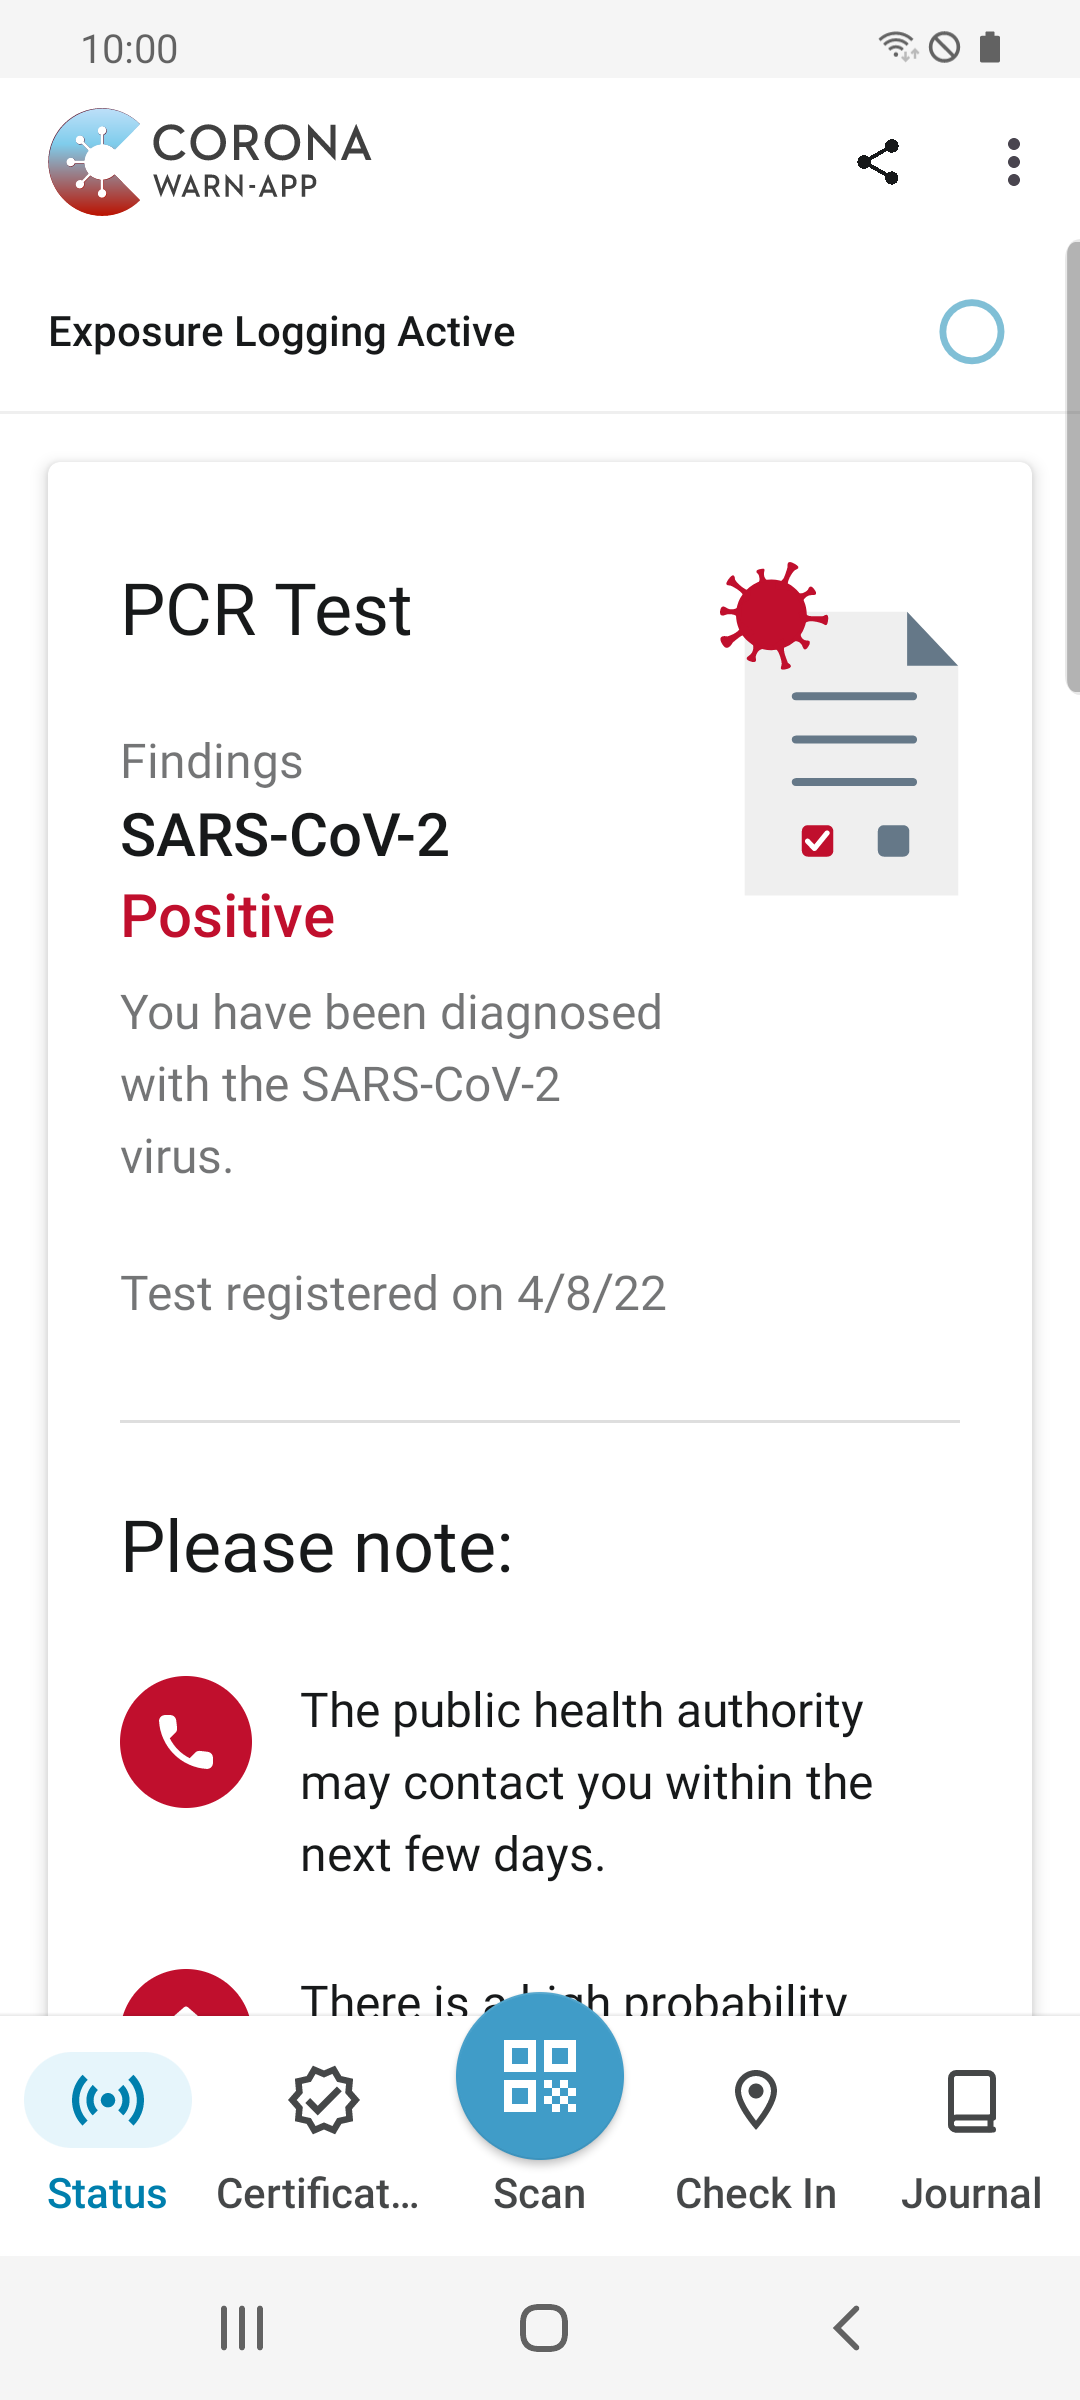 10:00
CORONA
WARN-APP
Exposure Logging Active
PCR Test
Findings
SARS-CoV-2
Positive
You have been diagnosed
with the SARS-CoV-2
virus.
Test registered on 4/8/22
Please note:
The public health authority
may contact you within the
next few days.
There is a high probability
Status
Certificat...
Scan
Check In
Journal